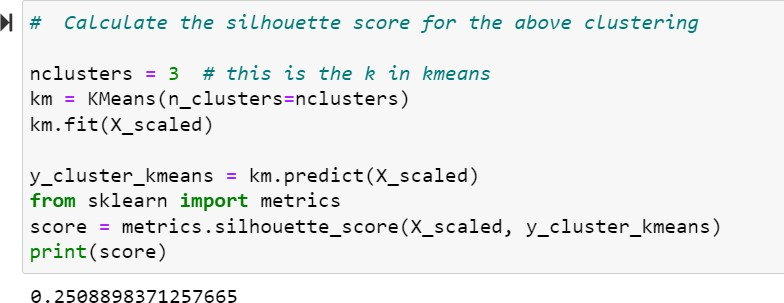 #  Calculate the silhouette score for the above clustering
nclusters = 3  # this is the k in kmeans
km = KMeans(n_clusters=nclusters)
km.fit(X_scaled)
y_cluster_kmeans = km.predict(X_scaled)
from sklearn import metrics
score = metrics.silhouette_score(X_scaled, y_cluster_kmeans)
print(score)
0.2508898371257665